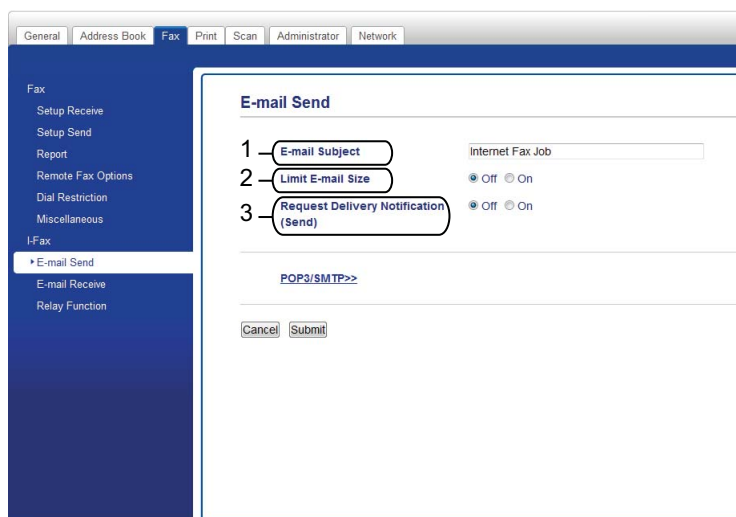 General Address Book Fax Print Scan Administrator Network
Fax
Setup Receive
Setup Send
Report
Remote Fax Options
Dial Restriction
Miscellaneous
I-Fax
E-mail Send
E-mail Receive
Relay Function
E-mail Send
1 E-mail Subject Internet Fax Job
2 Limit E-mail Size Off On
3 Request Delivery Notification Off On
(Send)
POP3/SMTP>>
Cancel Submit